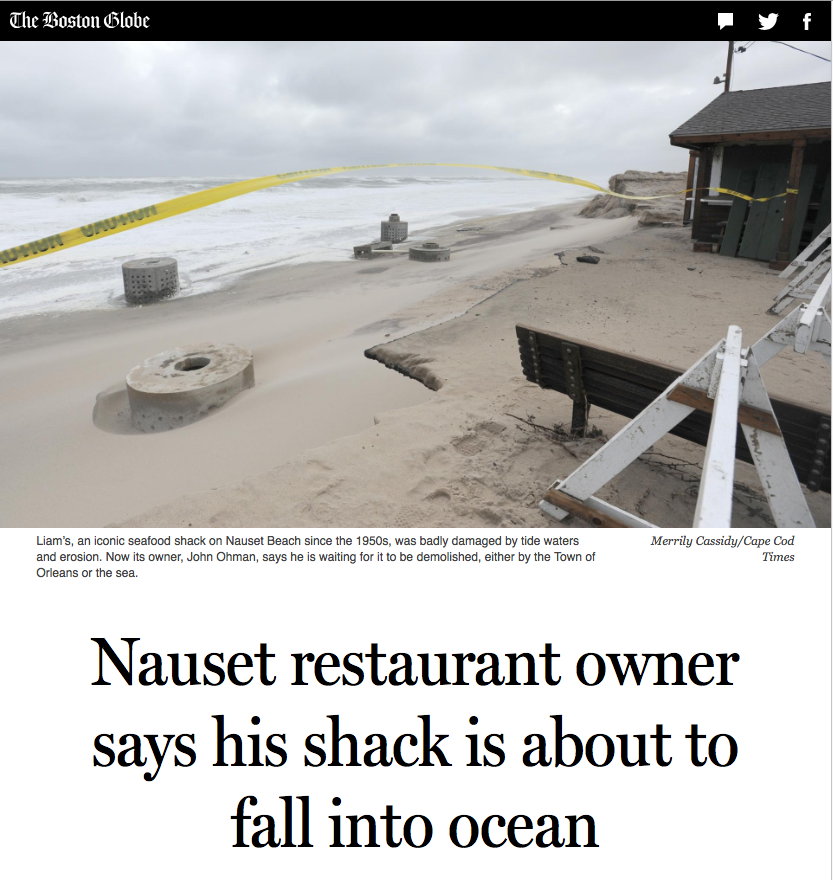 The Boston Globe
CAUTION CAUTION
Liam's, an iconic seafood shack on Nauset Beach since the 1950s, was badly damaged by tide waters
and erosion. Now its owner, John Ohman, says he is waiting for it to be demolished, either by the Town of
Orleans or the sea.
Merrily Cassidy/Cape Cod
Times
Nauset restaurant owner
says his shack is about to
fall into ocean